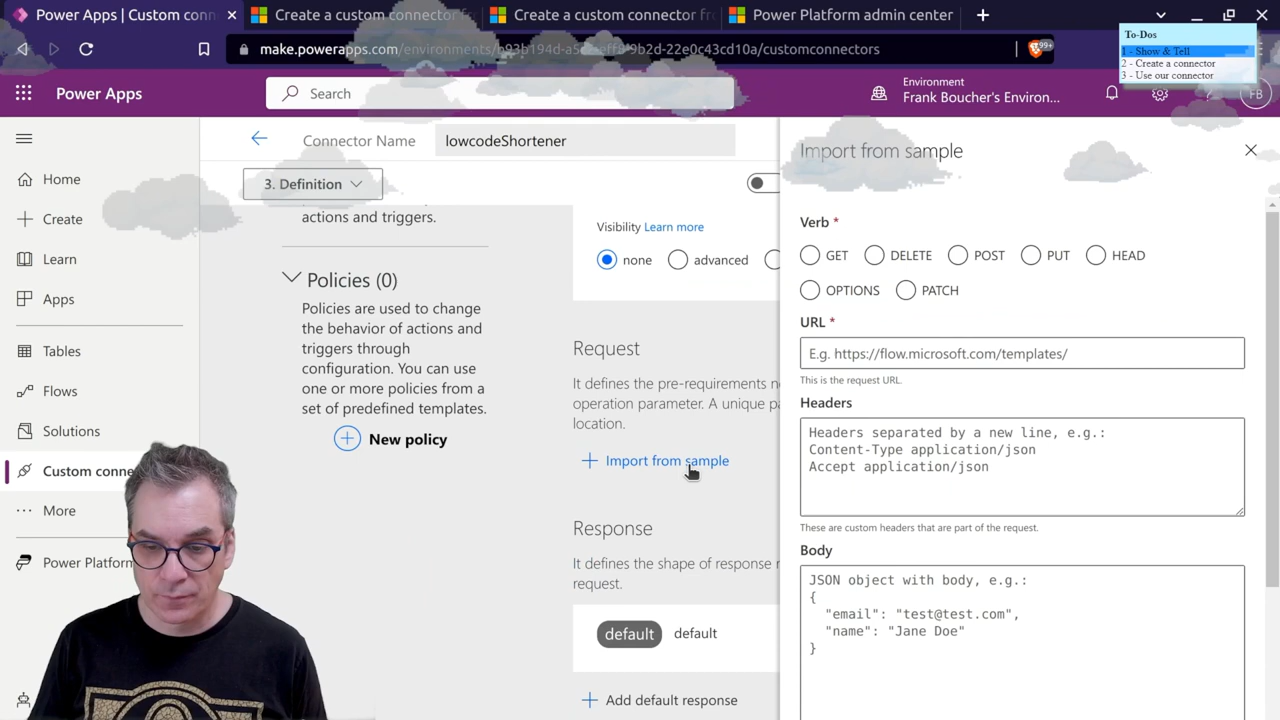 Power Apps | Custom conn
Create a custom connector fr
Create a custom connector fr
Power Platform admin center
make.powerapps.com/environments/
/customconnectors
99+
To-Dos
1 - Show & Tell
2 - Create a connector
3 - Use our connector
Power Apps
Search
Environment
Frank Boucher's Environ...
FB
Connector Name
lowcodeShortener
3. Definition
Home
Create
Learn
Apps
Tables
Flows
Solutions
Custom conne
More
Power Platform
actions and triggers.
Policies (0)
Policies are used to change
the behavior of actions and
triggers through
configuration. You can use
one or more policies from a
set of predefined templates.
New policy
Visibility Learn more
none
advanced
Request
It defines the pre-requirements n
operation parameter. A unique pa
location.
Import from sample
Response
It defines the shape of response r
request.
default
default
Add default response
Import from sample
Verb *
GET
DELETE
POST
PUT
HEAD
OPTIONS
PATCH
URL *
E.g. https://flow.microsoft.com/templates/
This is the request URL.
Headers
Headers separated by a new line, e.g.:
Content-Type application/json
Accept application/json
These are custom headers that are part of the request.
Body
JSON object with body, e.g.:
{
"email": "test@test.com",
"name": "Jane Doe"
}